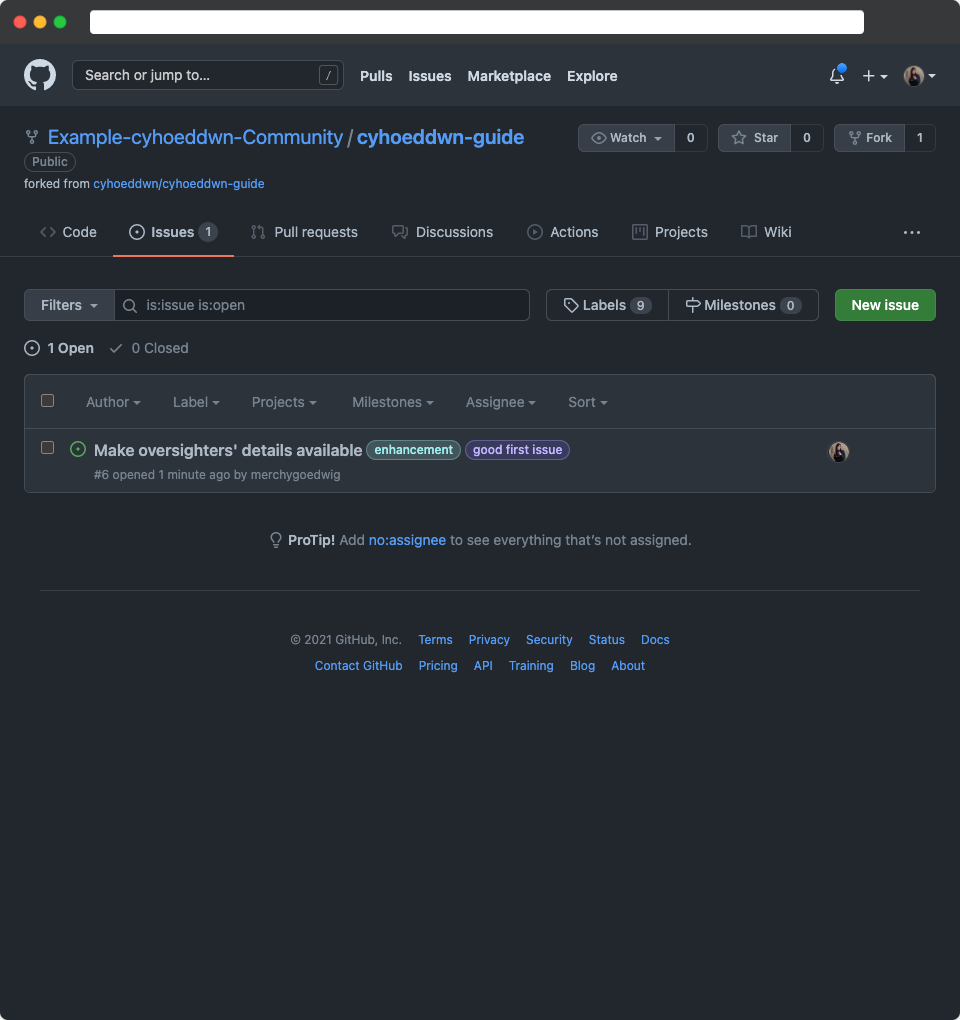 Search or jump to... / Pulls Issues Marketplace Explore
Example-cyhoeddwn-Community / cyhoeddwn-guide Watch 0 Star 0 Fork 1
Public
forked from cyhoeddwn/cyhoeddwn-guide
Code Issues 1 Pull requests Discussions Actions Projects Wiki ...
Filters is:issue is:open Labels 9 Milestones 0 New issue
1 Open 0 Closed
Author Label Projects Milestones Assignee Sort
Make oversighters' details available enhancement good first issue
#6 opened 1 minute ago by merchygoedwig
ProTip! Add no:assignee to see everything that's not assigned.
© 2021 GitHub, Inc. Terms Privacy Security Status Docs
Contact GitHub Pricing API Training Blog About